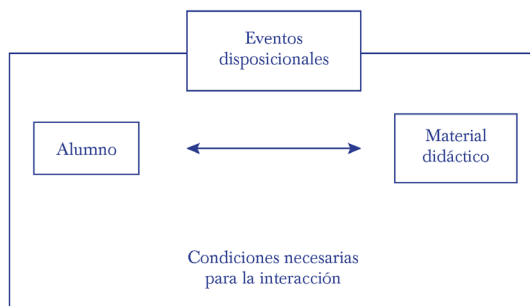 Eventos
disposicionales
Alumno
Material
didáctico
Condiciones necesarias
para la interacción